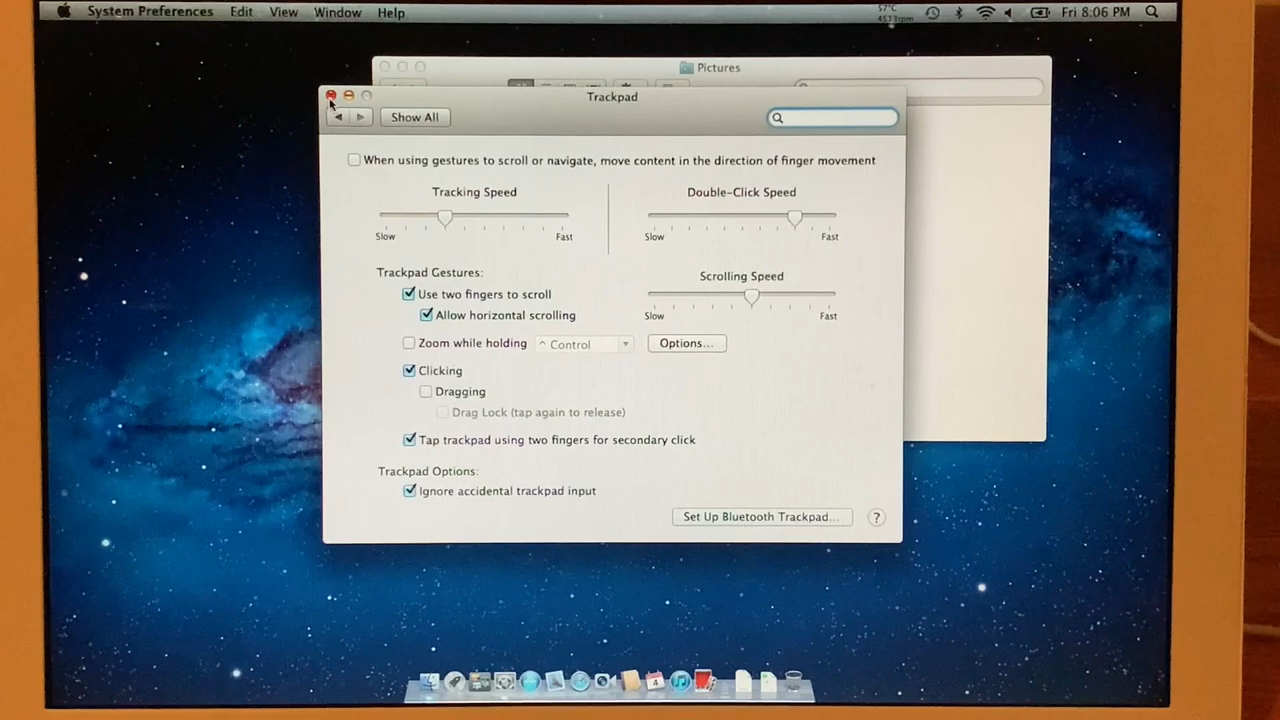 System Preferences Edit View Window Help
57°C
4513rpm
Fri 8:06 PM
Pictures
Trackpad
Show All
When using gestures to scroll or navigate, move content in the direction of finger movement
Tracking Speed
Double-Click Speed
Slow Fast
Slow Fast
Trackpad Gestures:
Scrolling Speed
Use two fingers to scroll
Allow horizontal scrolling
Slow Fast
Zoom while holding ^ Control Options...
Clicking
Dragging
Drag Lock (tap again to release)
Tap trackpad using two fingers for secondary click
Trackpad Options:
Ignore accidental trackpad input
Set Up Bluetooth Trackpad... ?
4